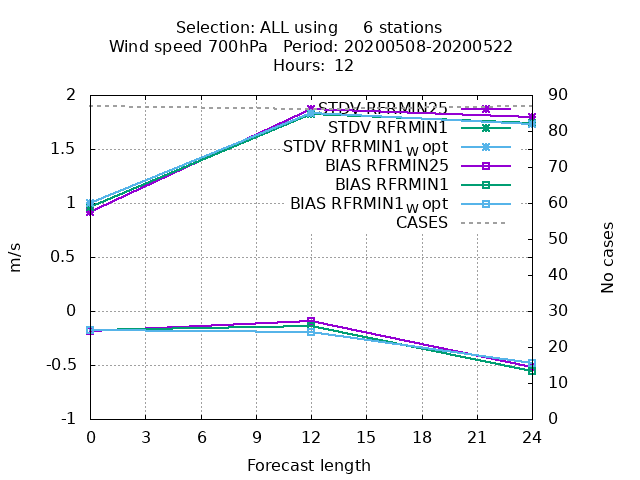 Selection: ALL using 6 stations
Wind speed 700hPa Period: 20200508-20200522
Hours: 12
2
1.5
1
0.5
0
-0.5
-1
m/s
90
80
70
60
50
40
30
20
10
0
No cases
STDV RFRMIN25
STDV RFRMIN1
STDV RFRMIN1_w opt
BIAS RFRMIN25
BIAS RFRMIN1
BIAS RFRMIN1_w opt
CASES
0 3 6 9 12 15 18 21 24
Forecast length